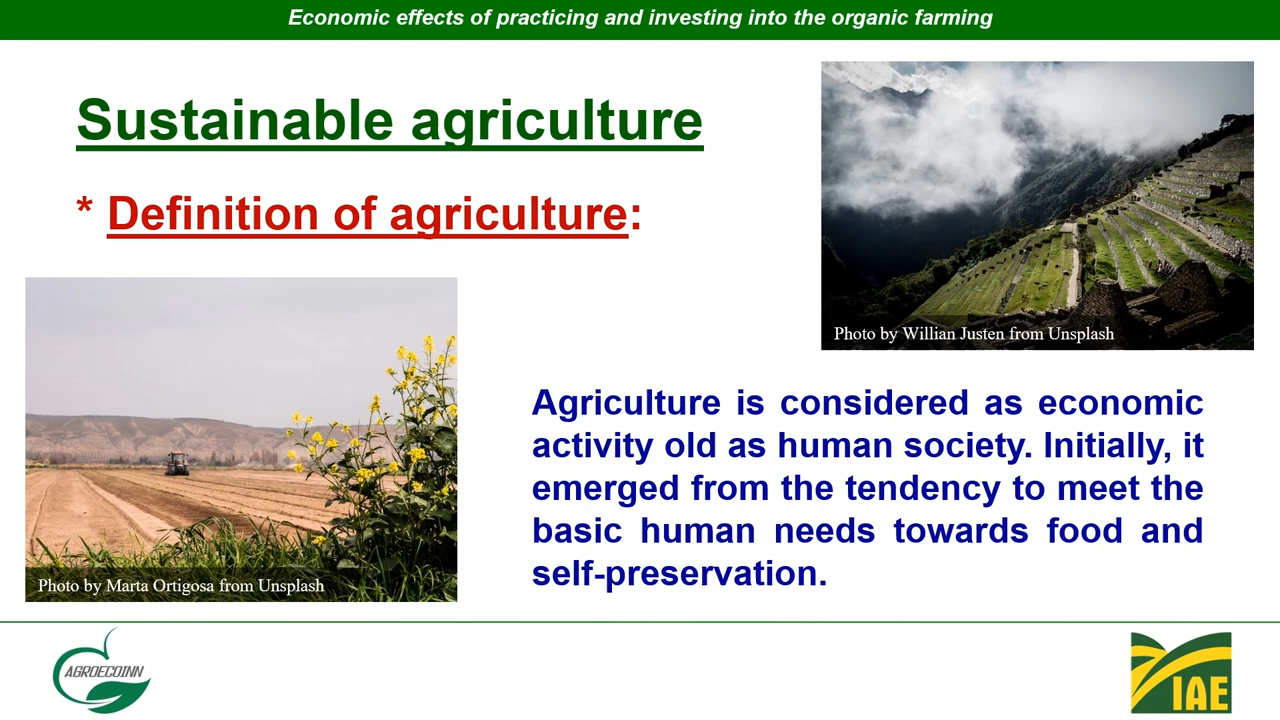 Economic effects of practicing and investing into the organic farming
Sustainable agriculture
* Definition of agriculture:
Photo by Willian Justen from Unsplash
Agriculture is considered as economic
activity old as human society. Initially, it
emerged from the tendency to meet the
basic human needs towards food and
self-preservation.
Photo by Marta Ortigosa from Unsplash
AGROECOINN
IAE